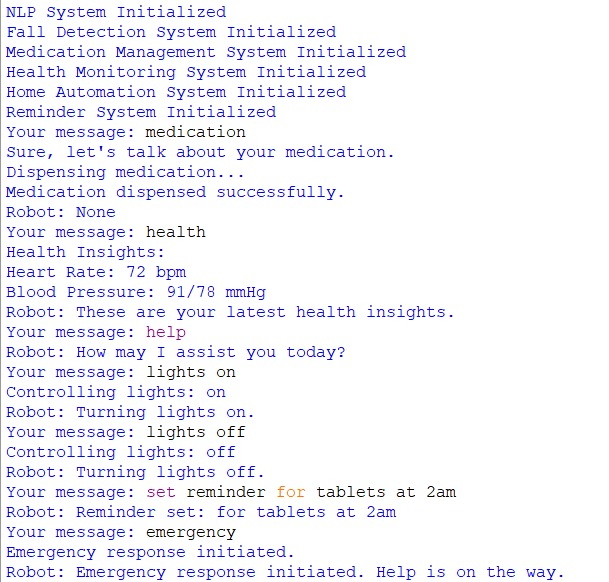 NLP System Initialized
Fall Detection System Initialized
Medication Management System Initialized
Health Monitoring System Initialized
Home Automation System Initialized
Reminder System Initialized
Your message: medication
Sure, let's talk about your medication.
Dispensing medication...
Medication dispensed successfully.
Robot: None
Your message: health
Health Insights:
Heart Rate: 72 bpm
Blood Pressure: 91/78 mmHg
Robot: These are your latest health insights.
Your message: help
Robot: How may I assist you today?
Your message: lights on
Controlling lights: on
Robot: Turning lights on.
Your message: lights off
Controlling lights: off
Robot: Turning lights off.
Your message: set reminder for tablets at 2am
Robot: Reminder set: for tablets at 2am
Your message: emergency
Emergency response initiated.
Robot: Emergency response initiated. Help is on the way.